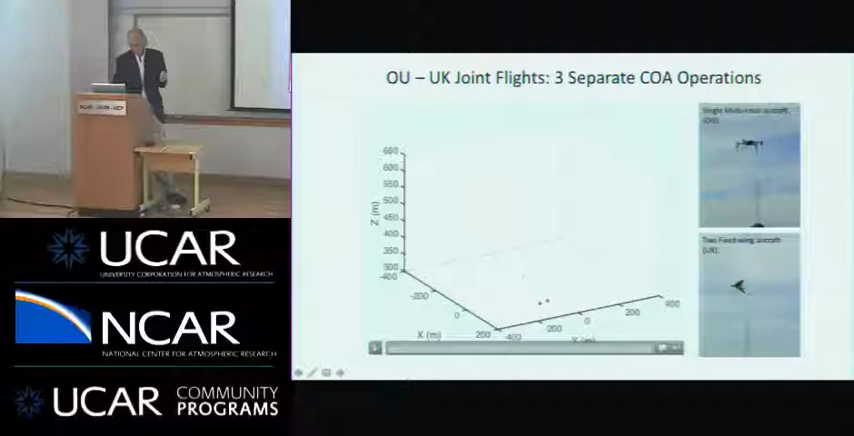 OU – UK Joint Flights: 3 Separate COA Operations
Single Multi-rotor aircraft
(OU)
Two Fixed-wing aircraft
(UK)
Z (m)
650
600
550
500
450
400
350
300
-400
-200
0
200
X (m)
-400
-200
0
200
400
UCAR
UNIVERSITY CORPORATION FOR ATMOSPHERIC RESEARCH
NCAR
NATIONAL CENTER FOR ATMOSPHERIC RESEARCH
UCAR
COMMUNITY
PROGRAMS